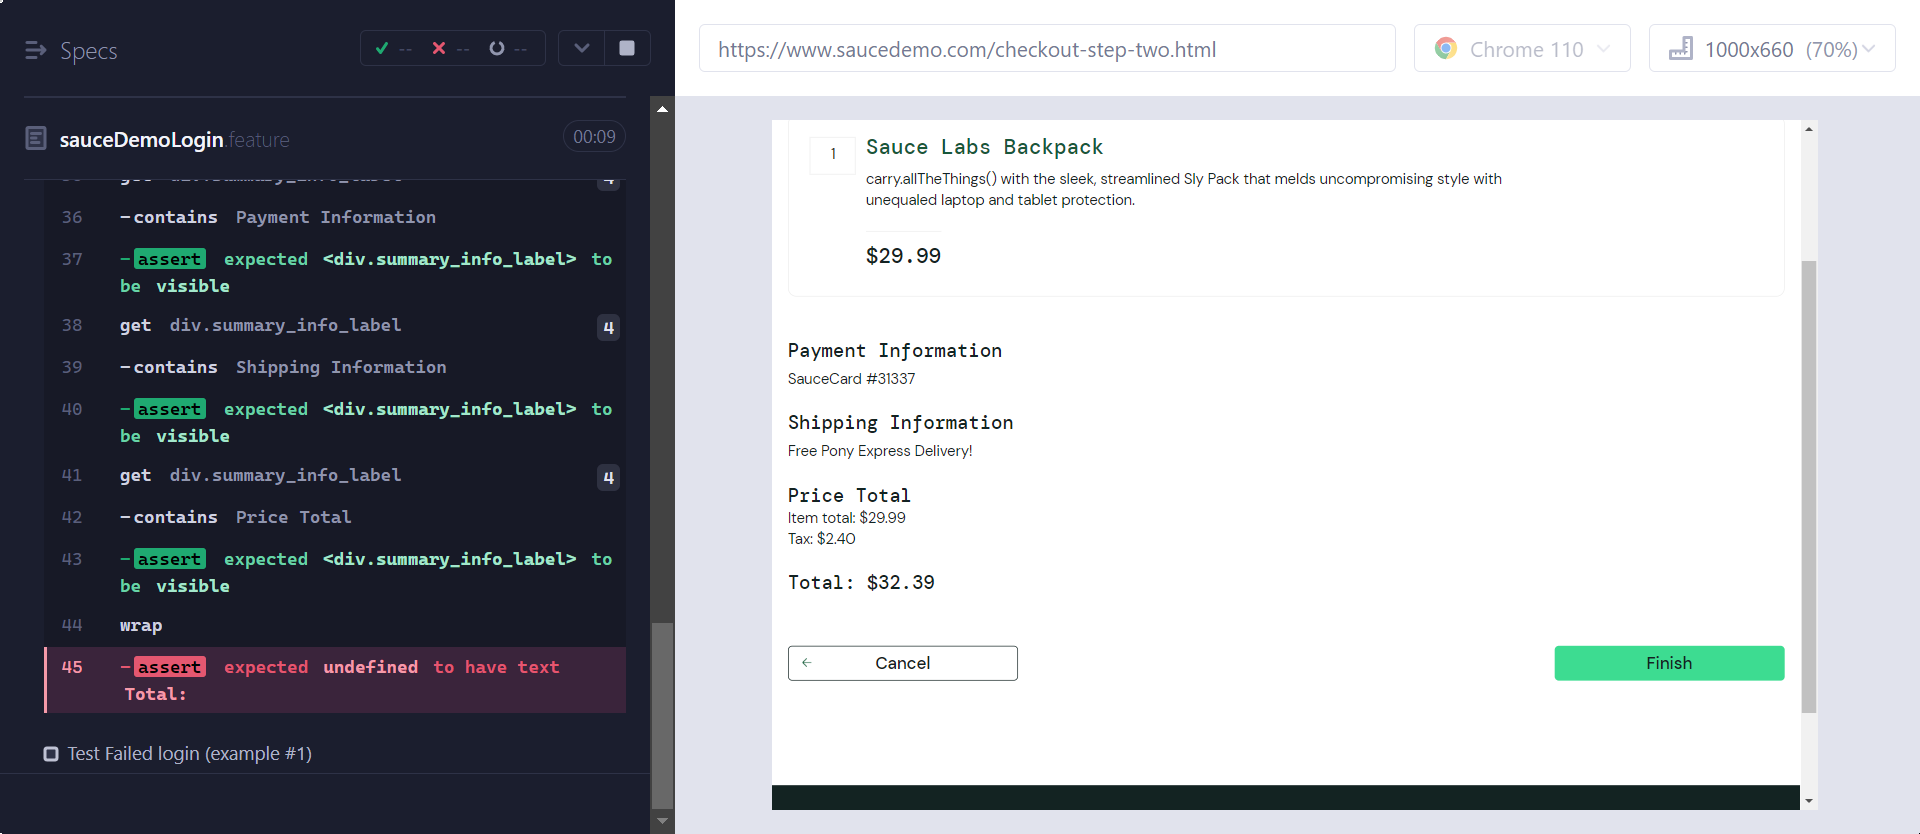 Specs
-- -- --
sauceDemoLogin.feature
00:09
get div.summary_info_label 4
36 -contains Payment Information
37 -assert expected <div.summary_info_label> to
be visible
38 get div.summary_info_label 4
39 -contains Shipping Information
40 -assert expected <div.summary_info_label> to
be visible
41 get div.summary_info_label 4
42 -contains Price Total
43 -assert expected <div.summary_info_label> to
be visible
44 wrap
45 -assert expected undefined to have text
Total:
Test Failed login (example #1)
https://www.saucedemo.com/checkout-step-two.html
Chrome 110
1000x660 (70%)
1
Sauce Labs Backpack
carry.allTheThings() with the sleek, streamlined Sly Pack that melds uncompromising style with
unequaled laptop and tablet protection.
$29.99
Payment Information
SauceCard #31337
Shipping Information
Free Pony Express Delivery!
Price Total
Item total: $29.99
Tax: $2.40
Total: $32.39
Cancel
Finish